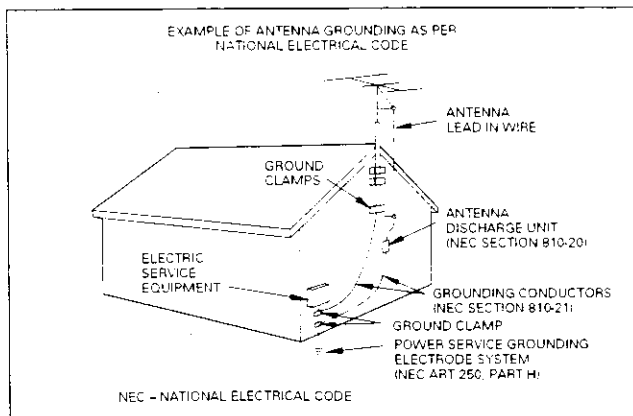 EXAMPLE OF ANTENNA GROUNDING AS PER
NATIONAL ELECTRICAL CODE
ANTENNA
LEAD IN WIRE
GROUND
CLAMPS
ANTENNA
DISCHARGE UNIT
(NEC SECTION 810-20)
ELECTRIC
SERVICE
EQUIPMENT
GROUNDING CONDUCTORS
(NEC SECTION 810-21)
GROUND CLAMP
POWER SERVICE GROUNDING
ELECTRODE SYSTEM
(NEC ART 250, PART H)
NEC – NATIONAL ELECTRICAL CODE